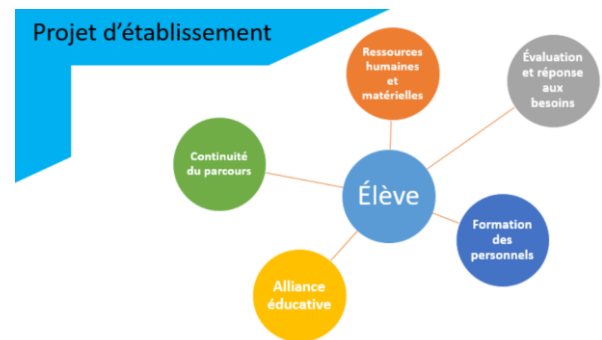 Projet d'établissement
Ressources
humaines
et
matérielles
Évaluation
et réponse
aux
besoins
Continuité
du parcours
Élève
Formation
des
personnels
Alliance
éducative